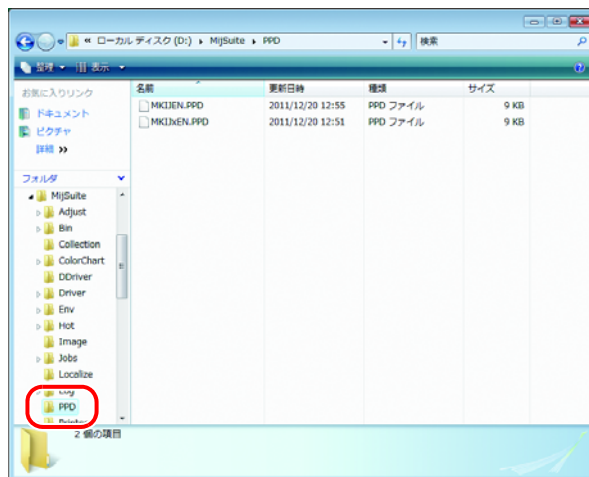 « ローカル ディスク (D:) ▸ MijSuite ▸ PPD
検索
整理 表示
お気に入りリンク
ドキュメント
ピクチャ
詳細 »
フォルダ
MijSuite
Adjust
Bin
Collection
ColorChart
DDriver
Driver
Env
Hot
Image
Jobs
Localize
Log
PPD
Printer
名前 更新日時 種類 サイズ
MKIJEN.PPD 2011/12/20 12:55 PPD ファイル 9 KB
MKIJxEN.PPD 2011/12/20 12:51 PPD ファイル 9 KB
2 個の項目